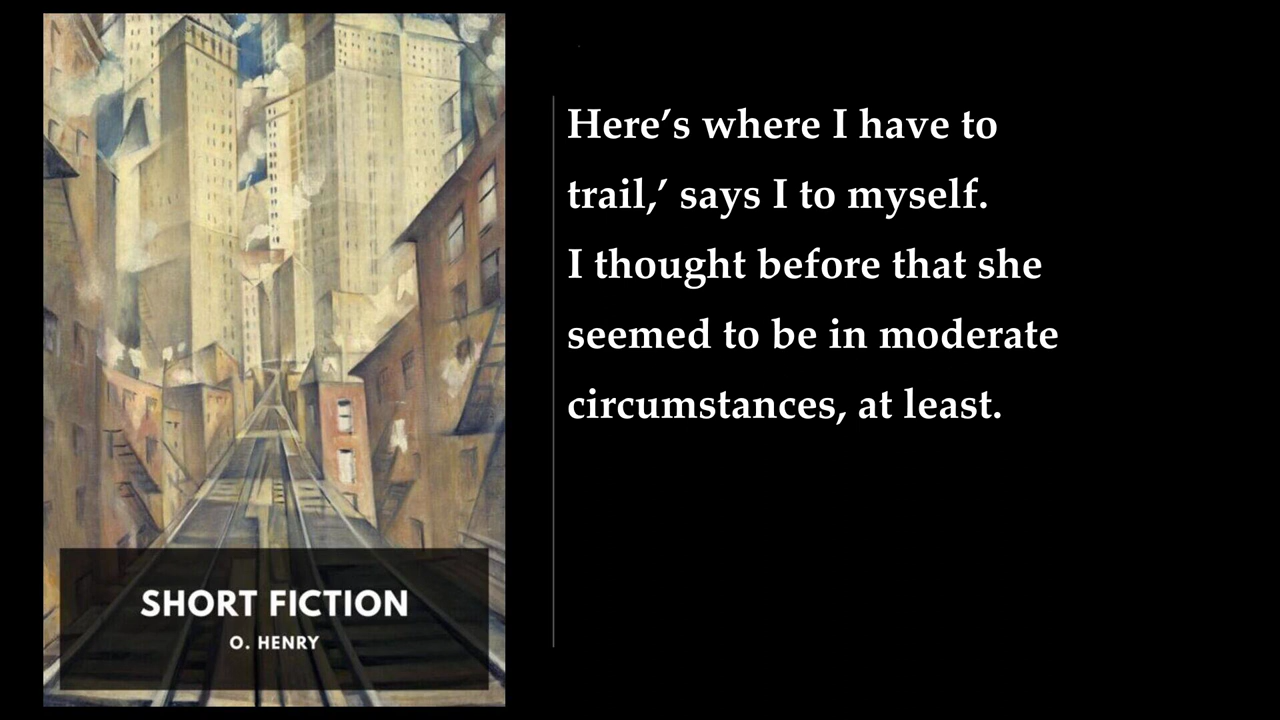 SHORT FICTION
O. HENRY
Here’s where I have to
trail,’ says I to myself.
I thought before that she
seemed to be in moderate
circumstances, at least.